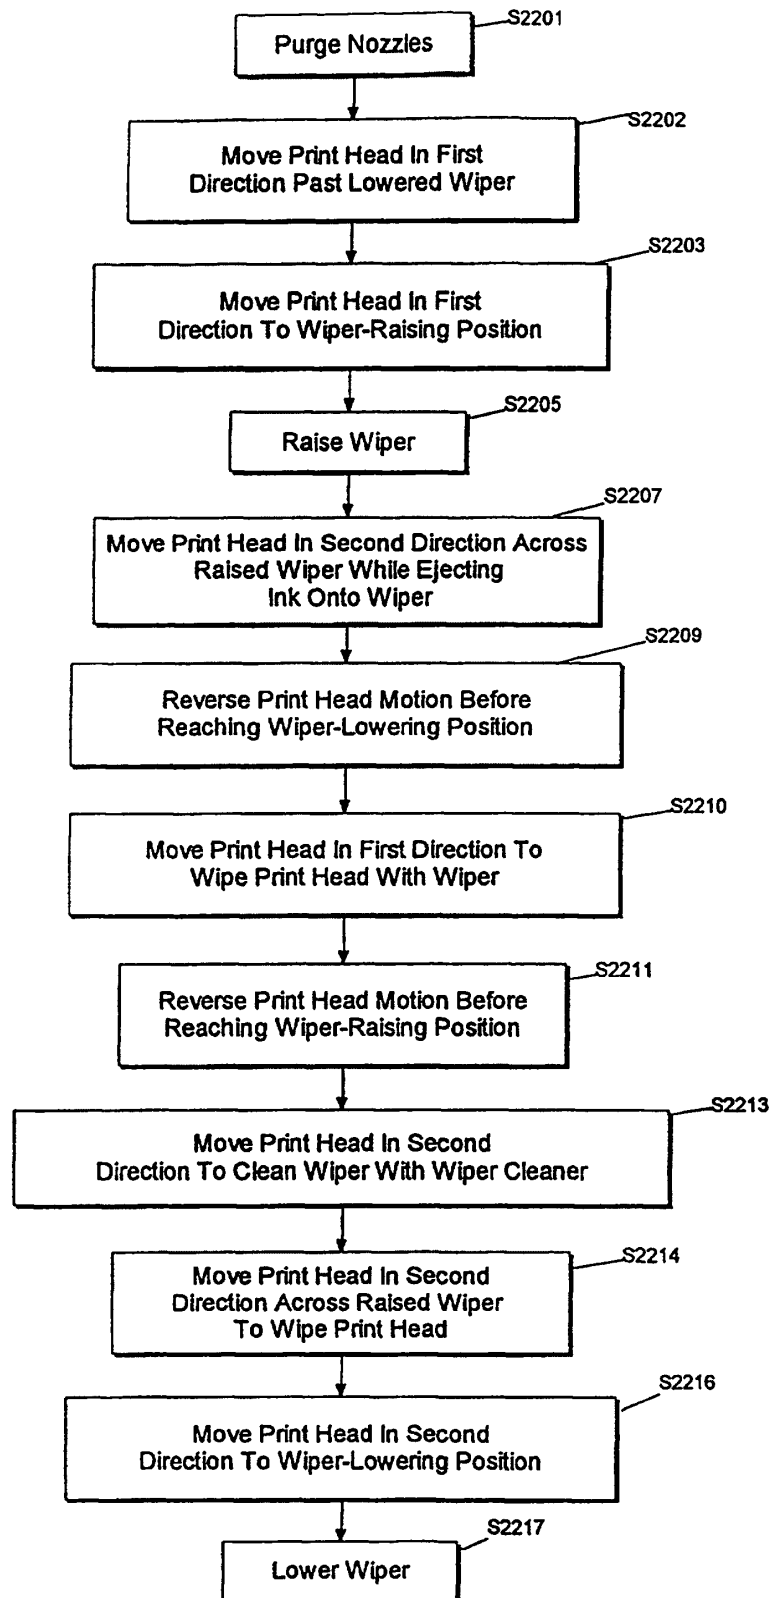 S2201
Purge Nozzles
S2202
Move Print Head In First
Direction Past Lowered Wiper
S2203
Move Print Head In First
Direction To Wiper-Raising Position
S2205
Raise Wiper
S2207
Move Print Head In Second Direction Across
Raised Wiper While Ejecting
Ink Onto Wiper
S2209
Reverse Print Head Motion Before
Reaching Wiper-Lowering Position
S2210
Move Print Head In First Direction To
Wipe Print Head With Wiper
S2211
Reverse Print Head Motion Before
Reaching Wiper-Raising Position
S2213
Move Print Head In Second
Direction To Clean Wiper With Wiper Cleaner
S2214
Move Print Head In Second
Direction Across Raised Wiper
To Wipe Print Head
S2216
Move Print Head In Second
Direction To Wiper-Lowering Position
S2217
Lower Wiper